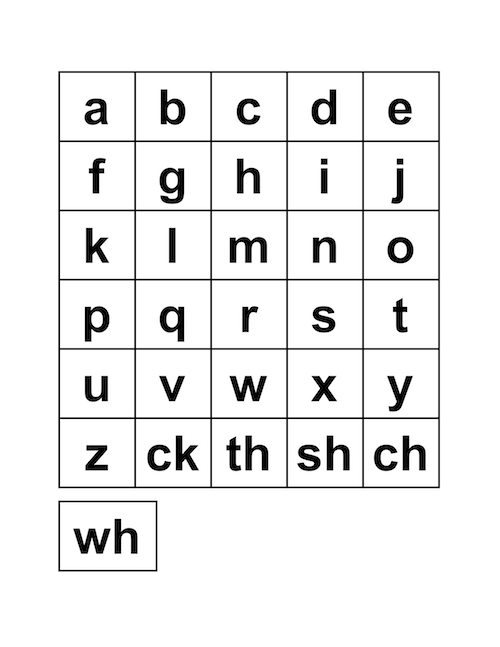 a b c d e
f g h i j
k l m n o
p q r s t
u v w x y
z ck th sh ch
wh